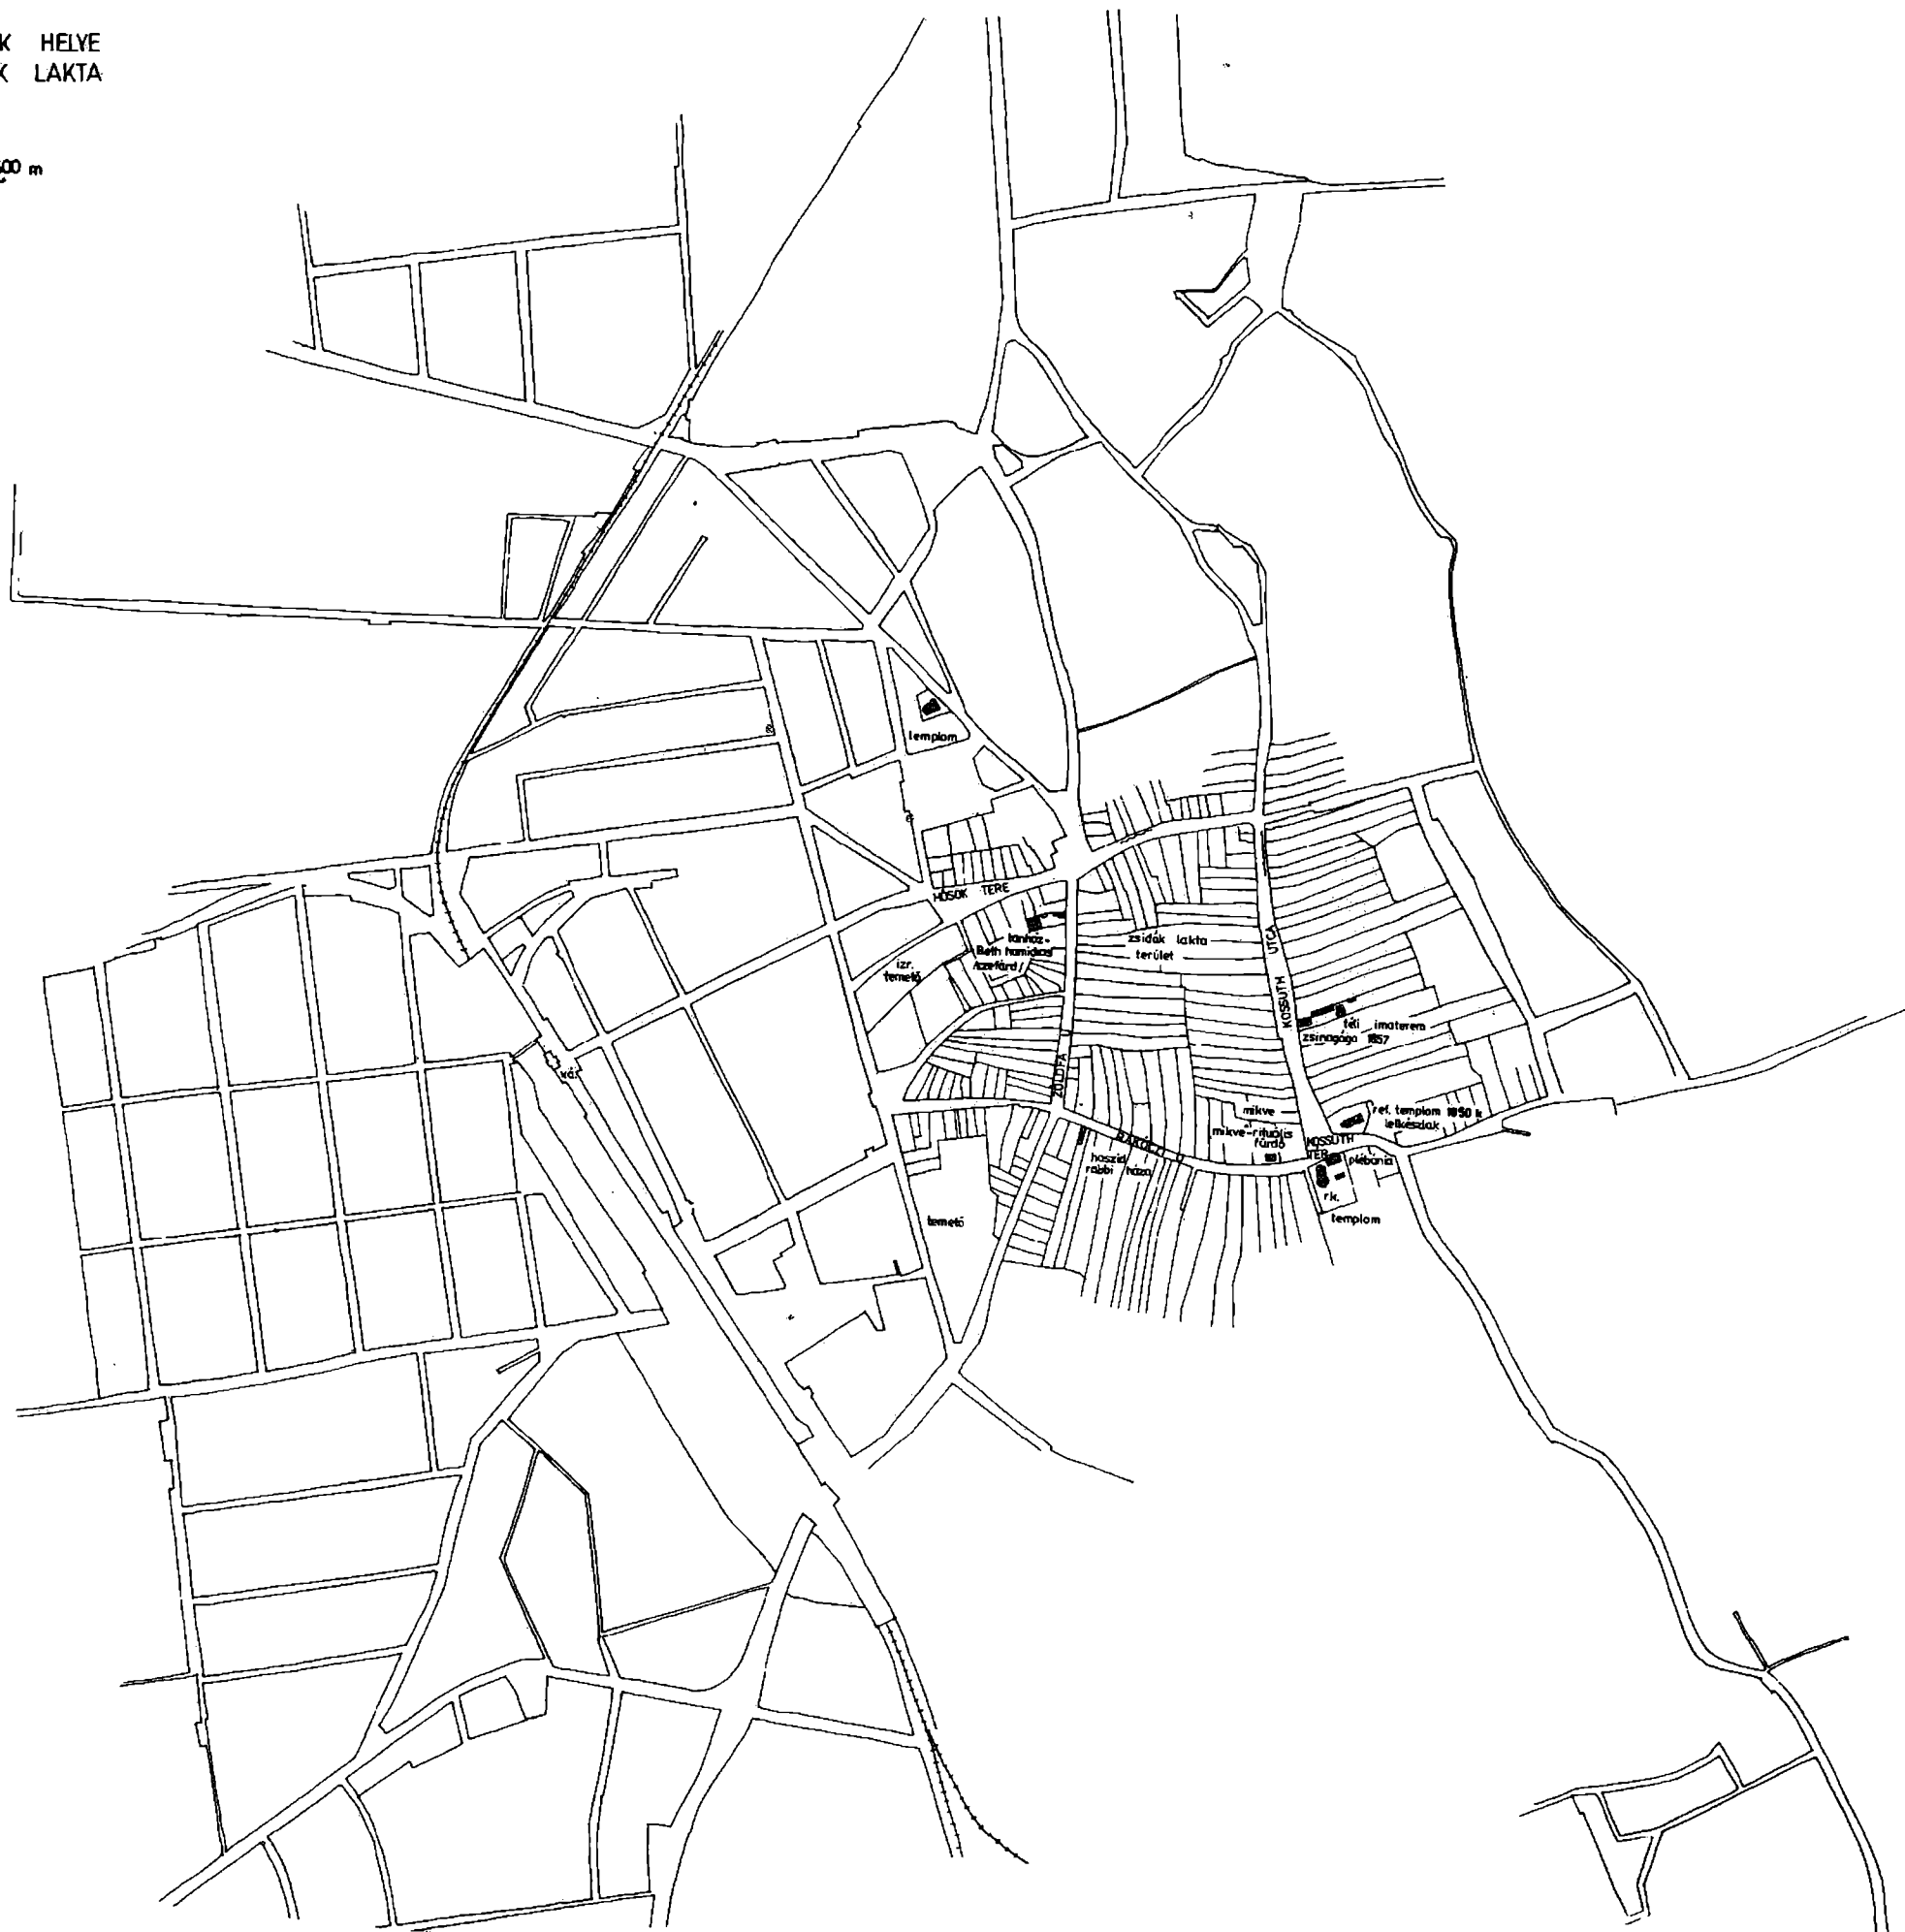 K HELYE
K LAKTA
00 m
templom
HŐSÖK TERE
tanház-
Beth hamidras
/szefárd/
izr.
temető
zsidók lakta
terület
KOSSUTH UTCA
téli imaterem
zsinagóga 1857
ZÖLDFA U
mikve
mikve-rituális
fürdő
ref. templom 1850 k
lelkészlak
RÁKÓCZI U
KOSSUTH
TÉR
plébánia
haszid
rabbi háza
rk.
templom
temető